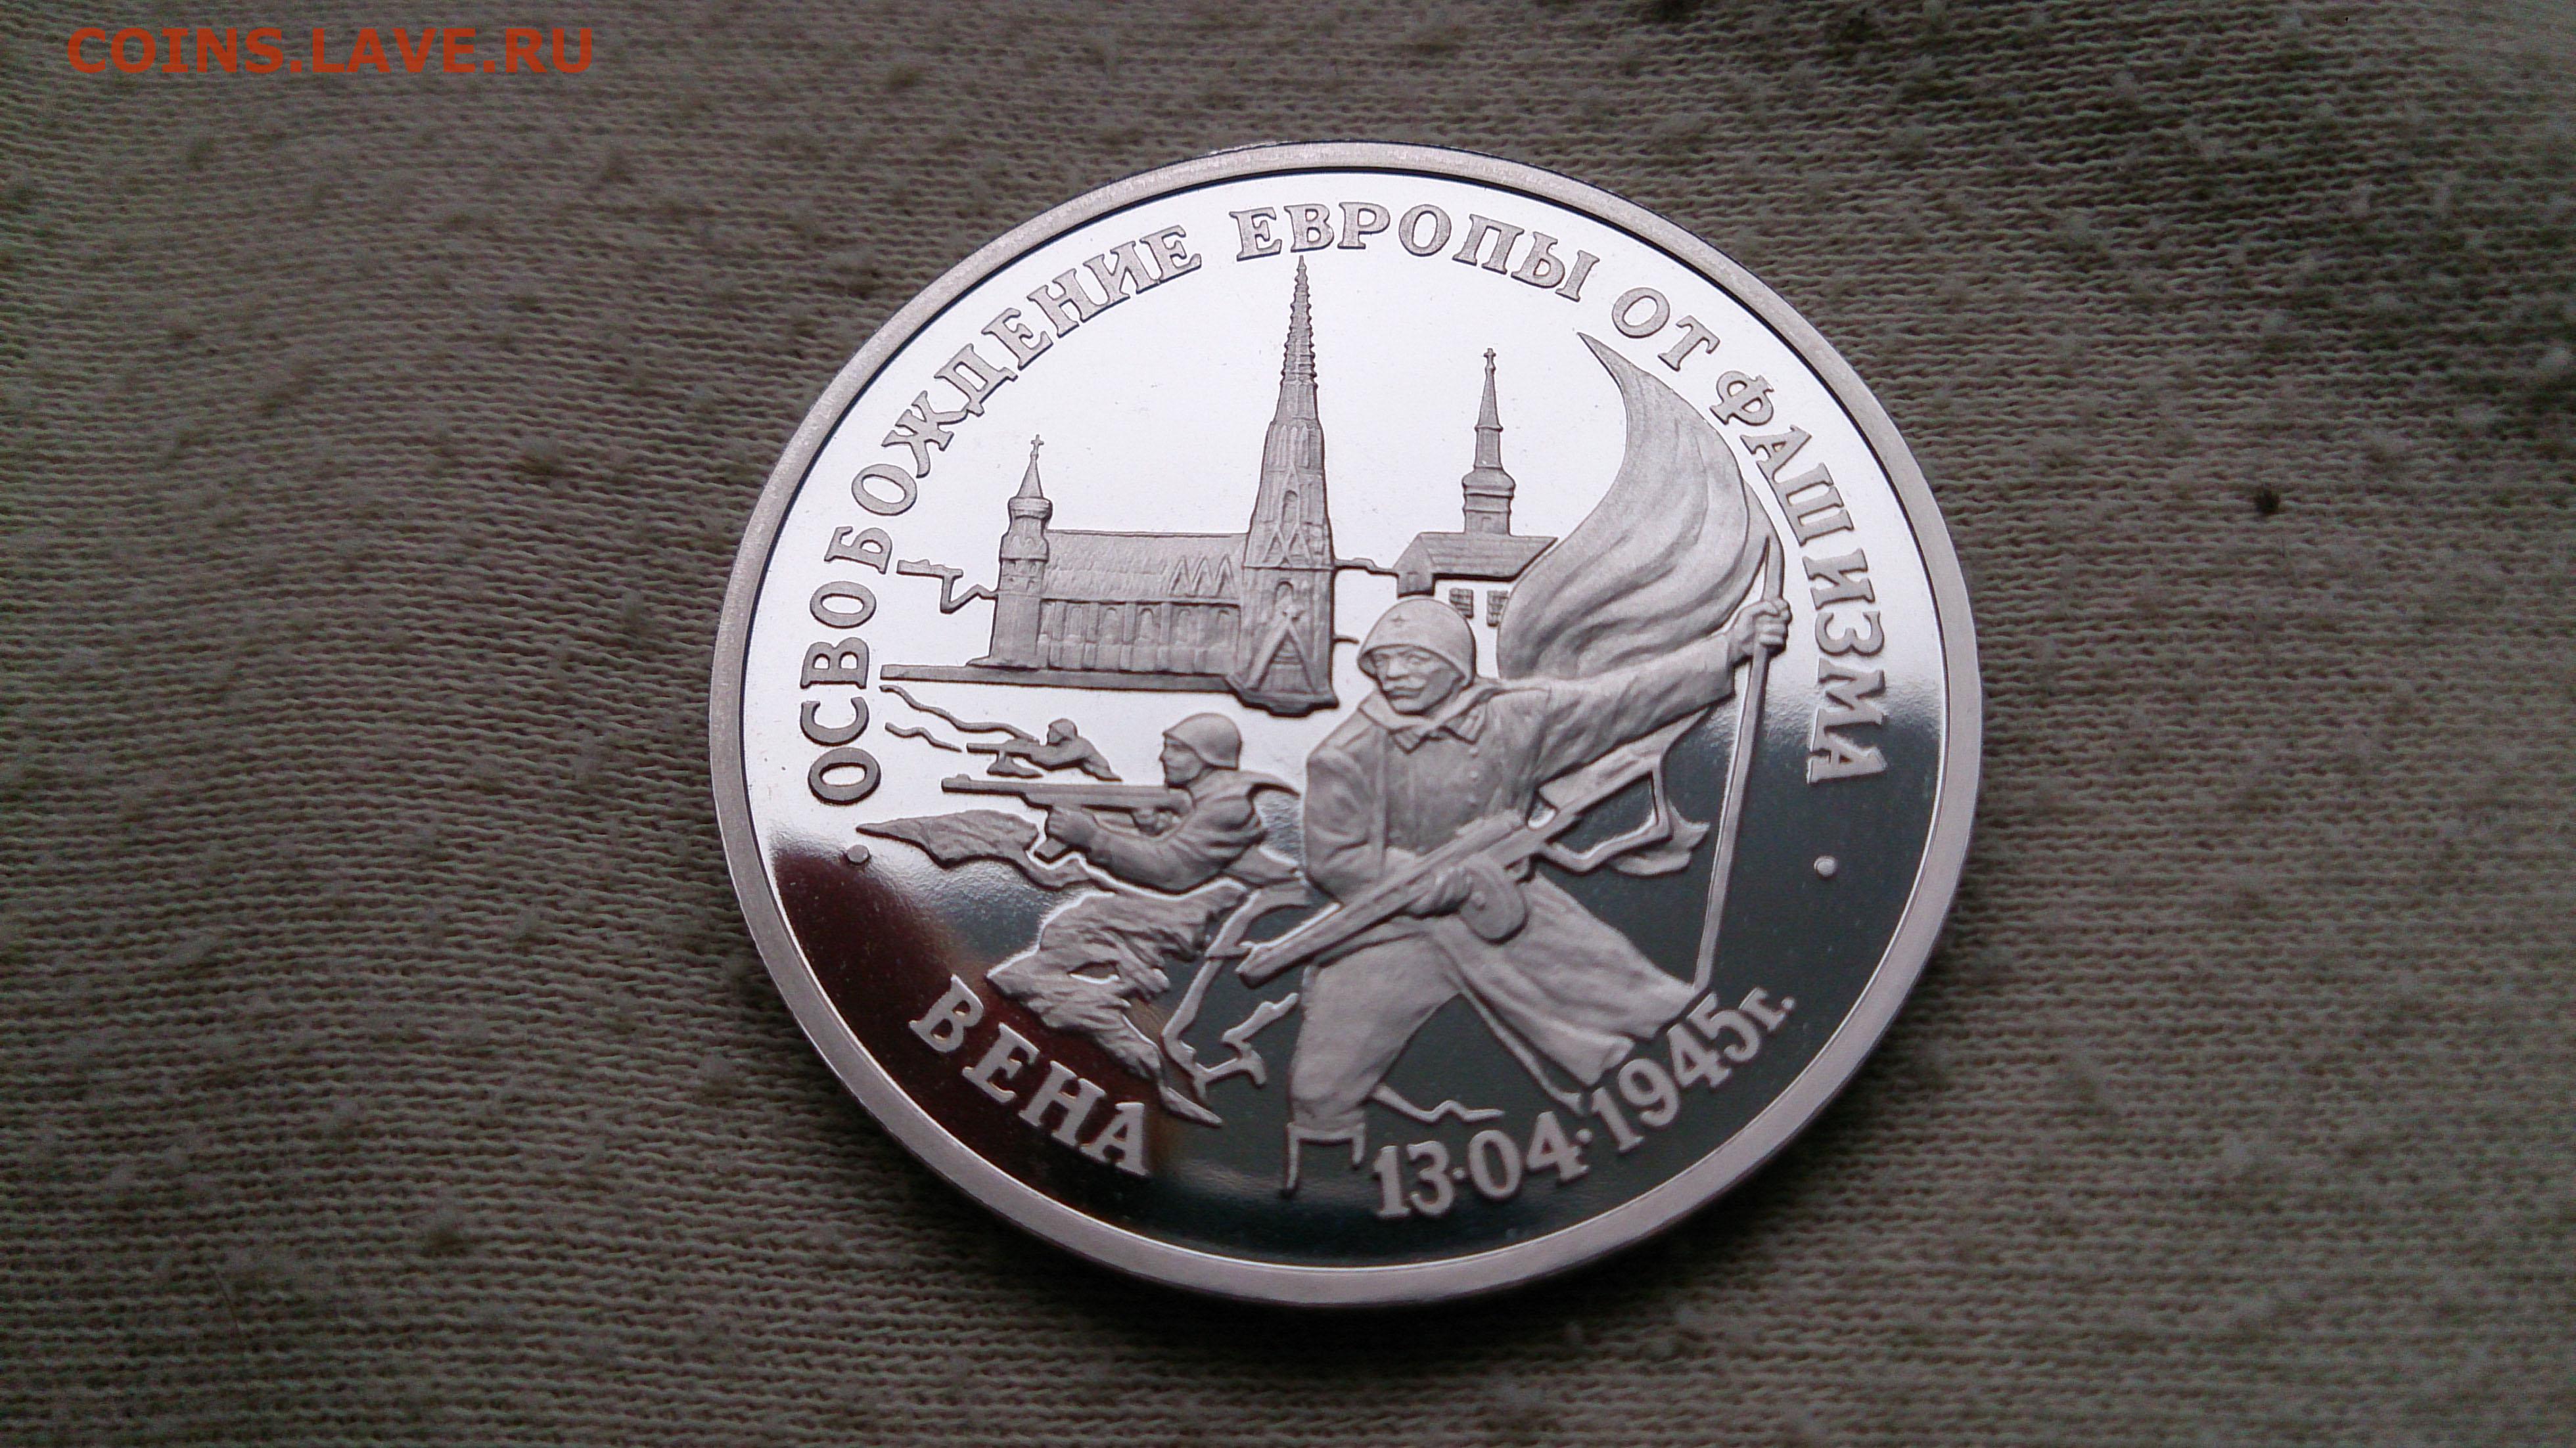 COINS.LAVE.RU
ОСВОБОЖДЕНИЕ ЕВРОПЫ ОТ ФАШИЗМА
ВЕНА
13·04·1945г.